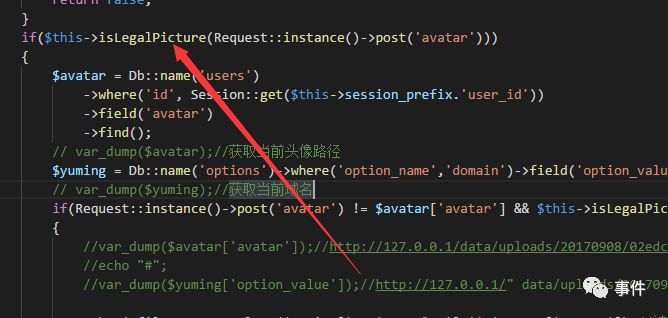 return false;
}
if($this->isLegalPicture(Request::instance()->post('avatar')))
{
$avatar = Db::name('users')
->where('id', Session::get($this->session_prefix.'user_id'))
->field('avatar')
->find();
// var_dump($avatar);//获取当前头像路径
$yuming = Db::name('options')->where('option_name','domain')->field('option_valu
// var_dump($yuming);//获取当前域名
if(Request::instance()->post('avatar') != $avatar['avatar'] && $this->isLegalPic
{
//var_dump($avatar['avatar']);//http://127.0.0.1/data/uploads/20170908/02edc
//echo "#";
//var_dump($yuming['option_value']);//http://127.0.0.1/" data/uploads/
事件